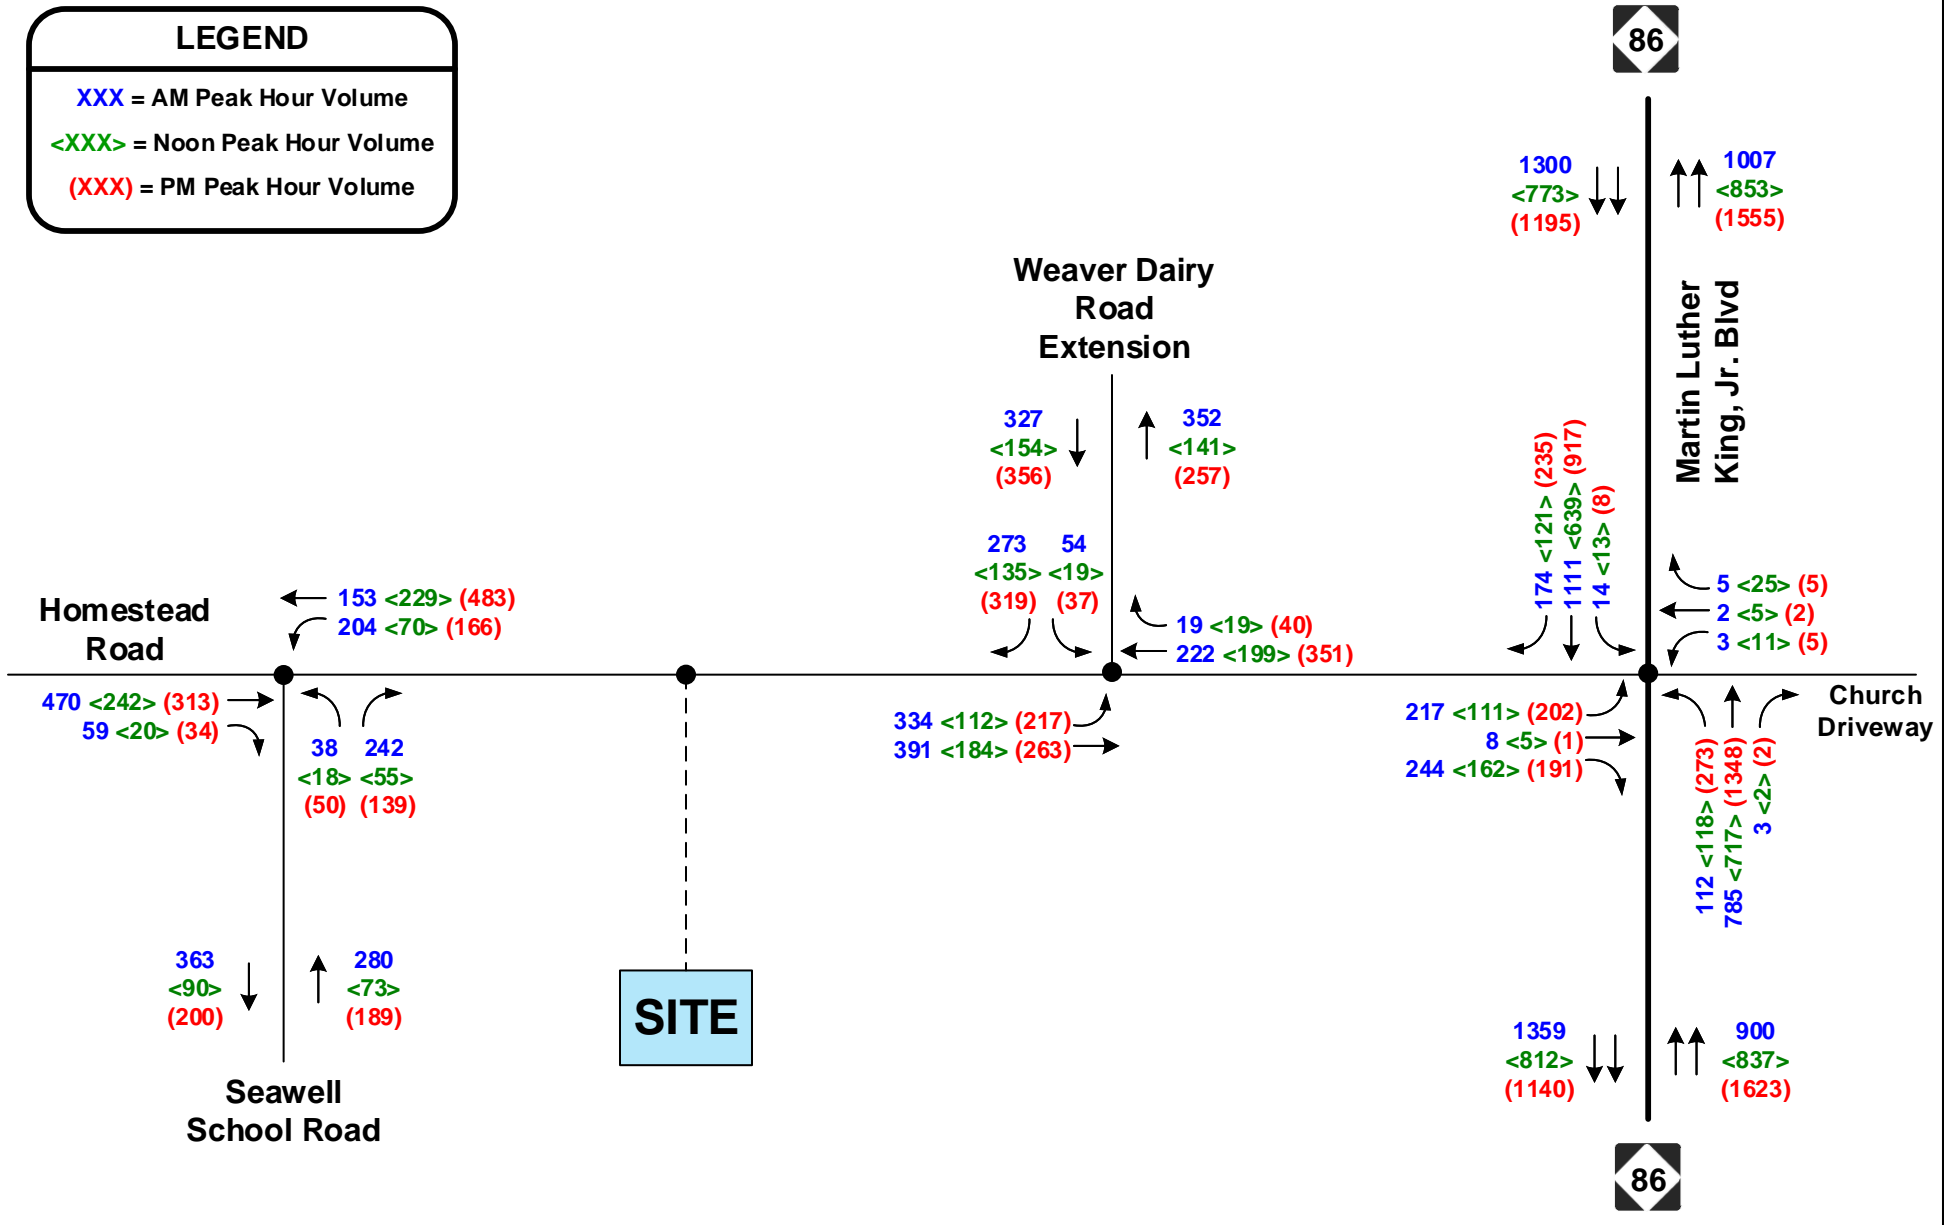 LEGEND
XXX = AM Peak Hour Volume
<XXX> = Noon Peak Hour Volume
(XXX) = PM Peak Hour Volume
86
1300
<773>
(1195)
1007
<853>
(1555)
Martin Luther
King, Jr. Blvd
Weaver Dairy
Road
Extension
327
<154>
(356)
352
<141>
(257)
273
<135>
(319)
54
<19>
(37)
19 <19> (40)
222 <199> (351)
334 <112> (217)
391 <184> (263)
174 <121> (235)
1111 <639> (917)
14 <13> (8)
5 <25> (5)
2 <5> (2)
3 <11> (5)
Homestead
Road
153 <229> (483)
204 <70> (166)
470 <242> (313)
59 <20> (34)
38
<18>
(50)
242
<55>
(139)
217 <111> (202)
8 <5> (1)
244 <162> (191)
112 <118> (273)
785 <717> (1348)
3 <2> (2)
Church
Driveway
363
<90>
(200)
280
<73>
(189)
SITE
Seawell
School Road
1359
<812>
(1140)
900
<837>
(1623)
86